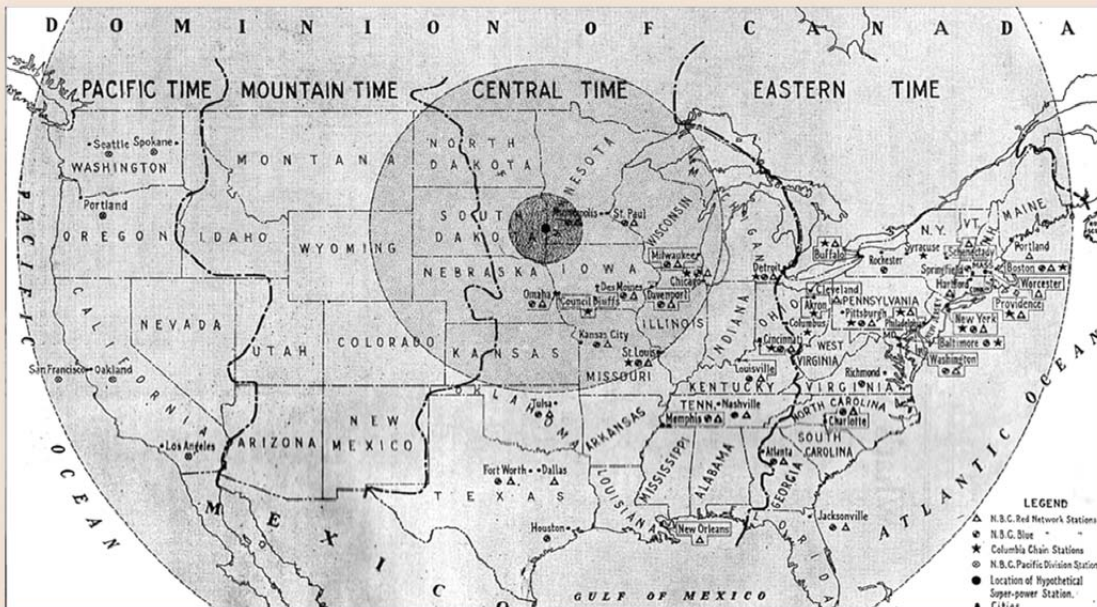 DOMINION OF CANADA
PACIFIC TIME
MOUNTAIN TIME
CENTRAL TIME
EASTERN TIME
Seattle
Spokane
WASHINGTON
Portland
OREGON
IDAHO
MONTANA
WYOMING
NORTH
DAKOTA
SOUTH
DAKOTA
NEBRASKA
St. Paul
WISCONSIN
IOWA
Milwaukee
Chicago
Des Moines
Davenport
Omaha
Council Bluffs
Detroit
Buffalo
Rochester
Syracuse
N.Y.
VT.
N.H.
MAINE
Portland
Schenectady
Springfield
MASS.
Boston
Worcester
Hartford
Providence
Cleveland
Akron
PENNSYLVANIA
Pittsburgh
Philadelphia
New York
Baltimore
Washington
Columbus
OHIO
Cincinnati
WEST
VIRGINIA
Richmond
VIRGINIA
INDIANA
ILLINOIS
Kansas City
St. Louis
MISSOURI
Louisville
KENTUCKY
PACIFIC
OCEAN
CALIFORNIA
NEVADA
UTAH
COLORADO
KANSAS
San Francisco
Oakland
Los Angeles
ARIZONA
NEW
MEXICO
OKLAHOMA
Tulsa
ARKANSAS
TENN.
Nashville
Memphis
NORTH CAROLINA
Charlotte
SOUTH
CAROLINA
Atlanta
GEORGIA
ALABAMA
MISSISSIPPI
LOUISIANA
Fort Worth
Dallas
TEXAS
Houston
New Orleans
Jacksonville
FLORIDA
MEXICO
GULF OF MEXICO
ATLANTIC OCEAN
LEGEND
N.B.C. Red Network Stations
N.B.C. Blue " "
Columbia Chain Stations
N.B.C. Pacific Division Station
Location of Hypothetical
Super-power Station.
Cities